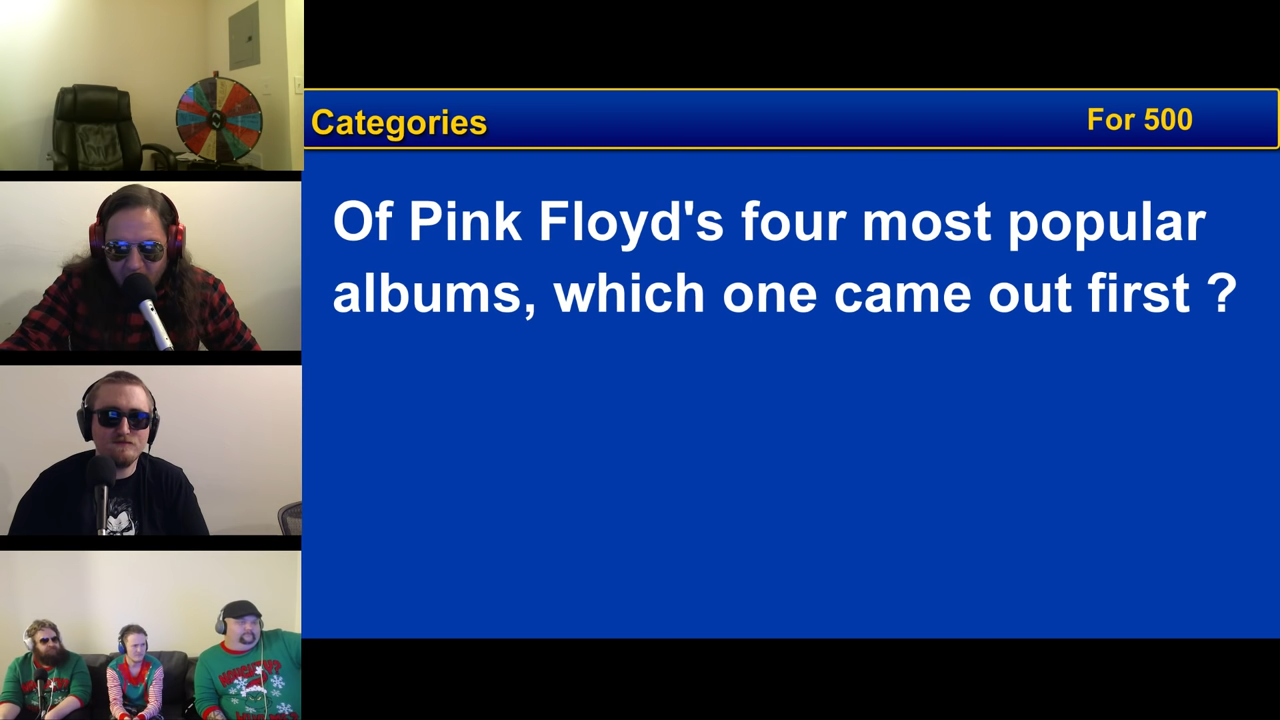 Categories
For 500
Of Pink Floyd's four most popular
albums, which one came out first ?